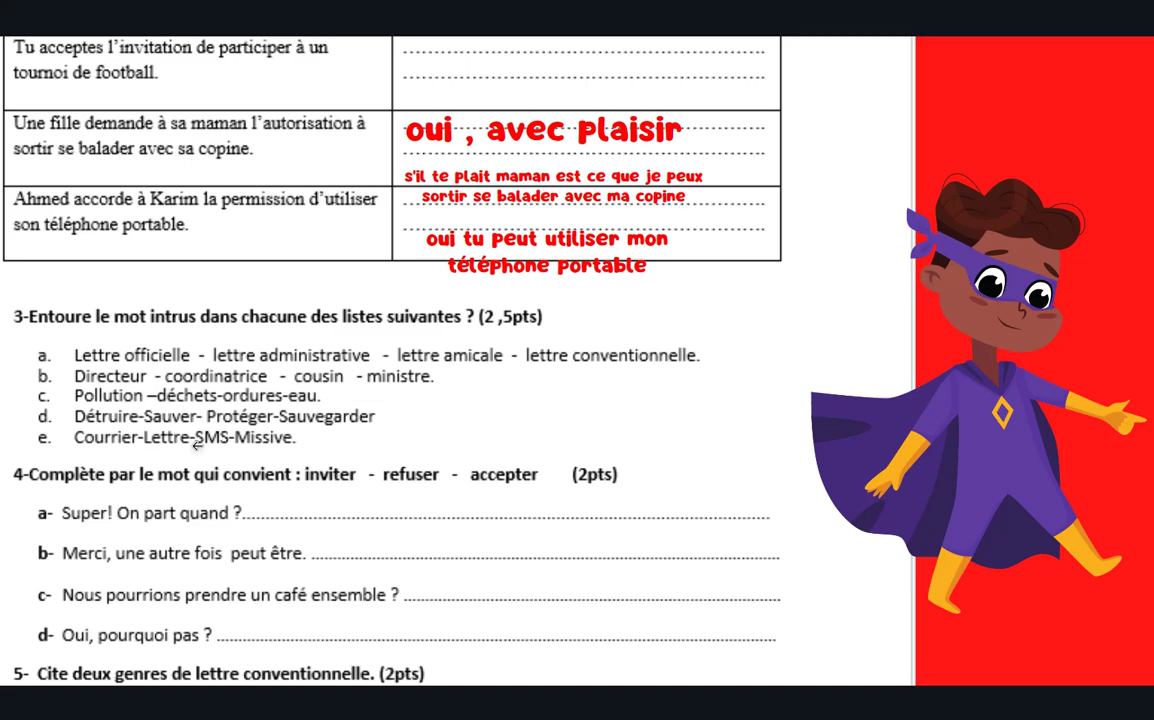 Tu acceptes l'invitation de participer à un
tournoi de football.
Une fille demande à sa maman l'autorisation à
sortir se balader avec sa copine.
oui , avec plaisir
s'il te plait maman est ce que je peux
sortir se balader avec ma copine
Ahmed accorde à Karim la permission d'utiliser
son téléphone portable.
oui tu peut utiliser mon
téléphone portable
3-Entoure le mot intrus dans chacune des listes suivantes ? (2 ,5pts)
a. Lettre officielle - lettre administrative - lettre amicale - lettre conventionnelle.
b. Directeur - coordinatrice - cousin - ministre.
c. Pollution –déchets-ordures-eau.
d. Détruire-Sauver- Protéger-Sauvegarder
e. Courrier-Lettre-SMS-Missive.
4-Complète par le mot qui convient : inviter - refuser - accepter (2pts)
a- Super! On part quand ?
b- Merci, une autre fois peut être.
c- Nous pourrions prendre un café ensemble ?
d- Oui, pourquoi pas ?
5- Cite deux genres de lettre conventionnelle. (2pts)